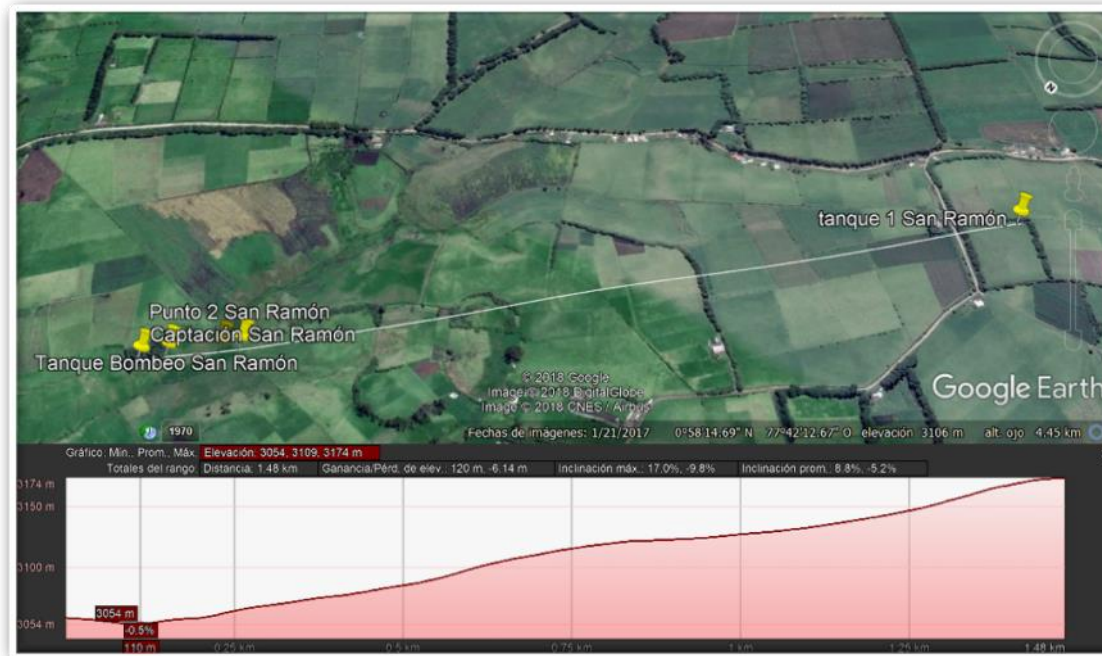 tanque 1 San Ramón
Punto 2 San Ramón
Captación San Ramón
Tanque Bombeo San Ramón
© 2018 Google
Image © 2018 DigitalGlobe
Image © 2018 CNES / Airbus
Google Earth
1970
Fechas de imágenes: 1/21/2017 0°58'14.69" N 77°42'12.67" O elevación 3106 m alt. ojo 4.45 km
Gráfico: Mín., Prom., Máx. Elevación: 3054, 3109, 3174 m
Totales del rango: Distancia: 1.48 km Ganancia/Pérd. de elev.: 120 m, -6.14 m Inclinación máx.: 17.0%, -9.8% Inclinación prom.: 8.8%, -5.2%
3174 m
3150 m
3100 m
3054 m
3054 m
-0.5%
110 m 0.25 km 0.5 km 0.75 km 1 km 1.25 km 1.48 km